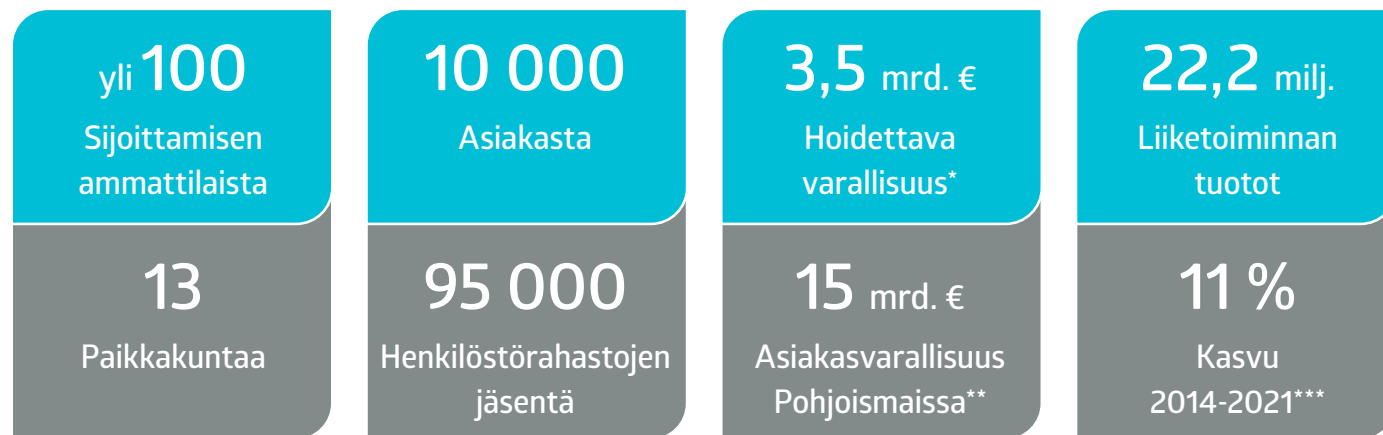 yli 100
Sijoittamisen
ammattilaista
13
Paikkakuntaa
10 000
Asiakasta
95 000
Henkilöstörahastojen
jäsentä
3,5 mrd. €
Hoidettava
varallisuus*
15 mrd. €
Asiakasvarallisuus
Pohjoismaissa**
22,2 milj.
Liiketoiminnan
tuotot
11 %
Kasvu
2014-2021***